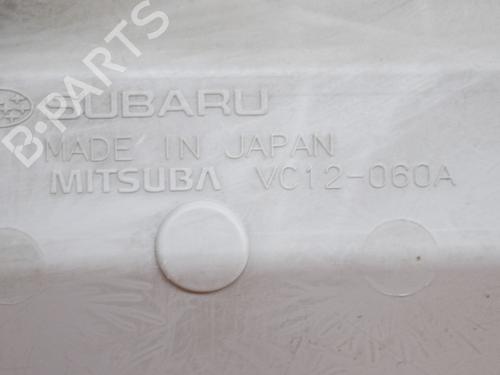 B-PARTS
SUBARU
MADE IN JAPAN
MITSUBA VC12-060A